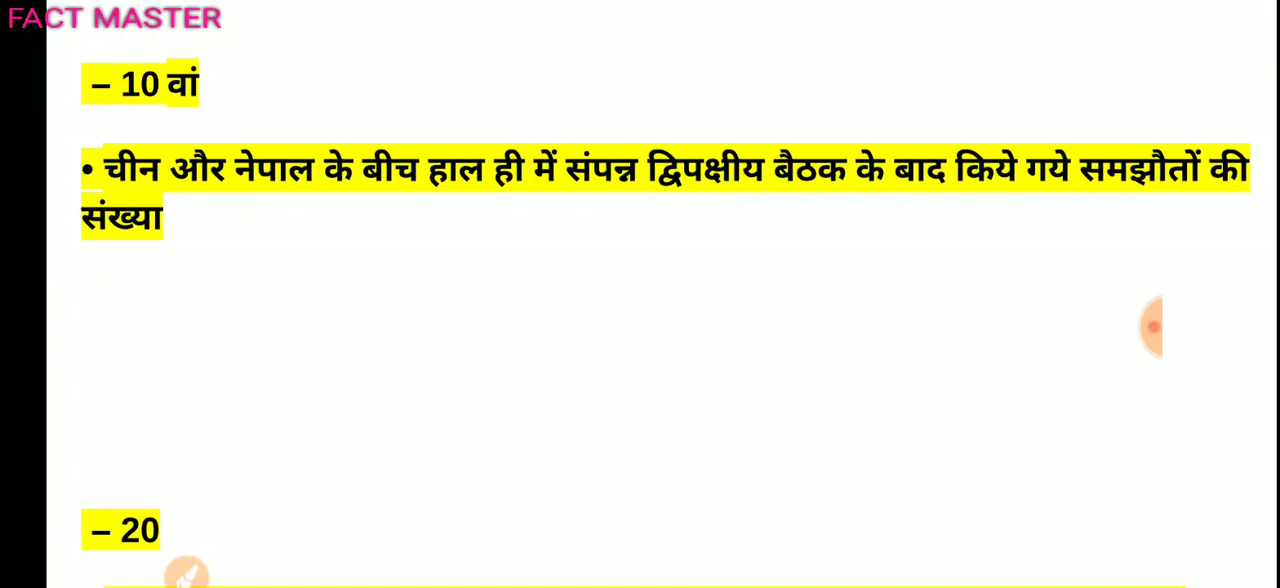 FACT MASTER
– 10 वां
• चीन और नेपाल के बीच हाल ही में संपन्न द्विपक्षीय बैठक के बाद किये गये समझौतों की
संख्या
– 20